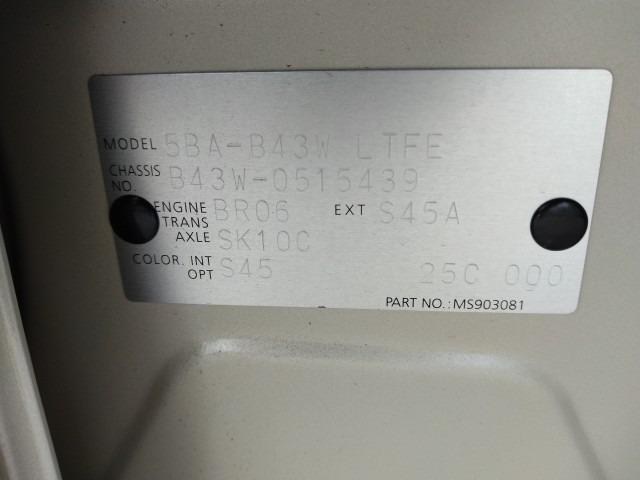 MODEL 5BA-B43W LTFE
CHASSIS NO. B43W-0515439
ENGINE BR06 EXT S45A
TRANS AXLE SK10C
COLOR. INT S45
OPT 25C 000
PART NO.: MS903081